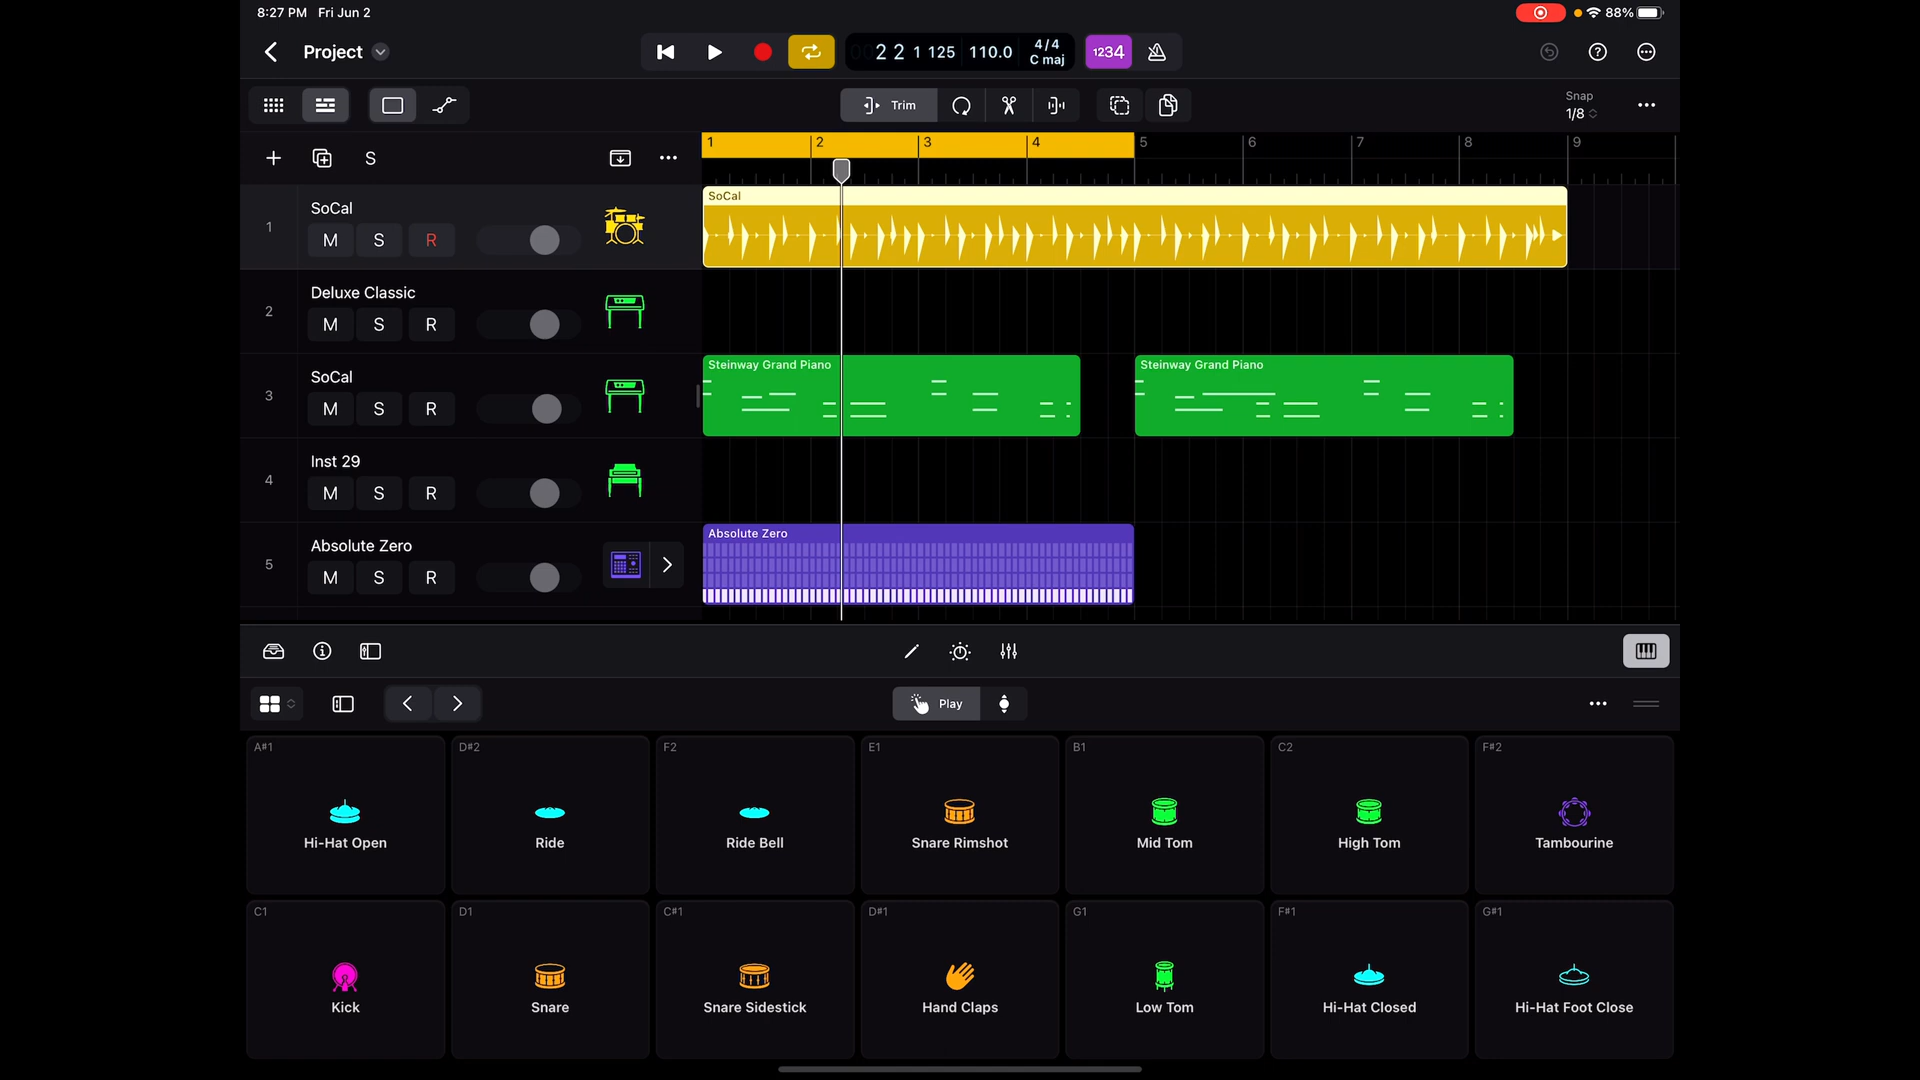 8:27 PM Fri Jun 2
88%
Project
00 2 2 1 125 110.0 4/4 C maj
1234
Trim
Snap
1/8
S
1 2 3 4 5 6 7 8 9
1
SoCal
M S R
SoCal
2
Deluxe Classic
M S R
3
SoCal
M S R
Steinway Grand Piano
Steinway Grand Piano
4
Inst 29
M S R
5
Absolute Zero
M S R
Absolute Zero
Play
A#1 D#2 F2 E1 B1 C2 F#2
Hi-Hat Open Ride Ride Bell Snare Rimshot Mid Tom High Tom Tambourine
C1 D1 C#1 D#1 G1 F#1 G#1
Kick Snare Snare Sidestick Hand Claps Low Tom Hi-Hat Closed Hi-Hat Foot Close